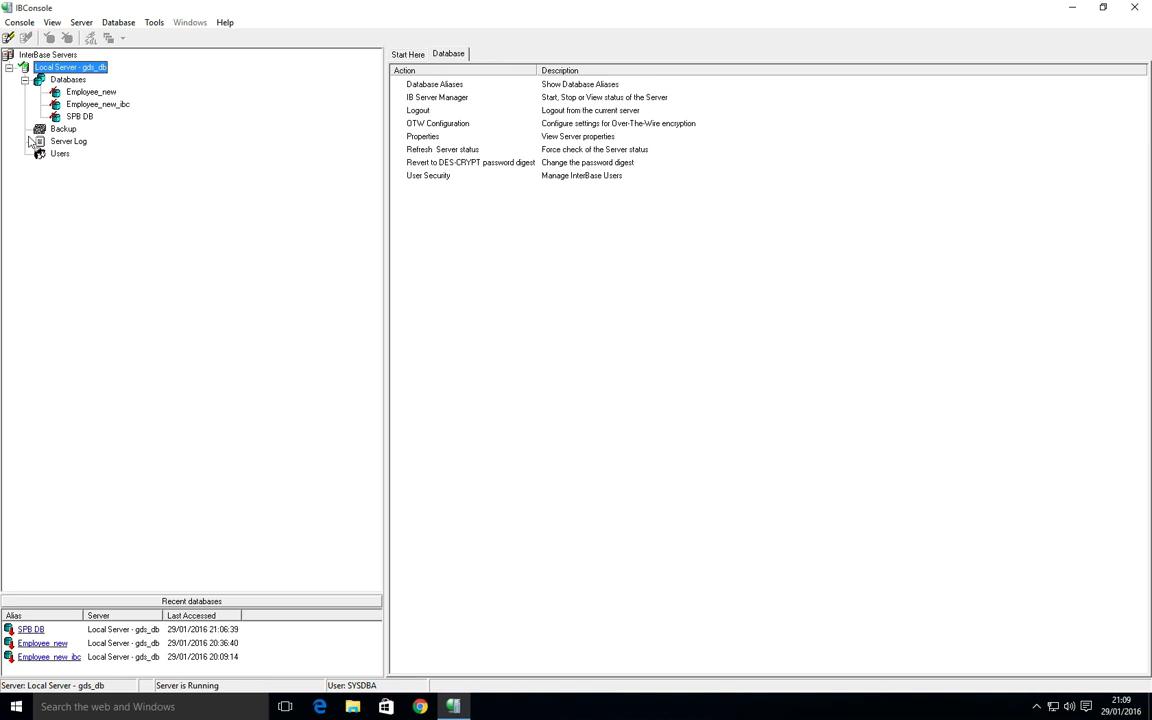 IBConsole
Console View Server Database Tools Windows Help
InterBase Servers
Local Server - gds_db
Databases
Employee_new
Employee_new_ibc
SPB DB
Backup
Server Log
Users
Start Here Database
Action Description
Database Aliases Show Database Aliases
IB Server Manager Start, Stop or View status of the Server
Logout Logout from the current server
OTW Configuration Configure settings for Over-The-Wire encryption
Properties View Server properties
Refresh Server status Force check of the Server status
Revert to DES-CRYPT password digest Change the password digest
User Security Manage InterBase Users
Recent databases
Alias Server Last Accessed
SPB DB Local Server - gds_db 29/01/2016 21:06:39
Employee_new Local Server - gds_db 29/01/2016 20:36:40
Employee_new_ibc Local Server - gds_db 29/01/2016 20:09:14
Server: Local Server - gds_db Server is Running User: SYSDBA
Search the web and Windows
21:09
29/01/2016